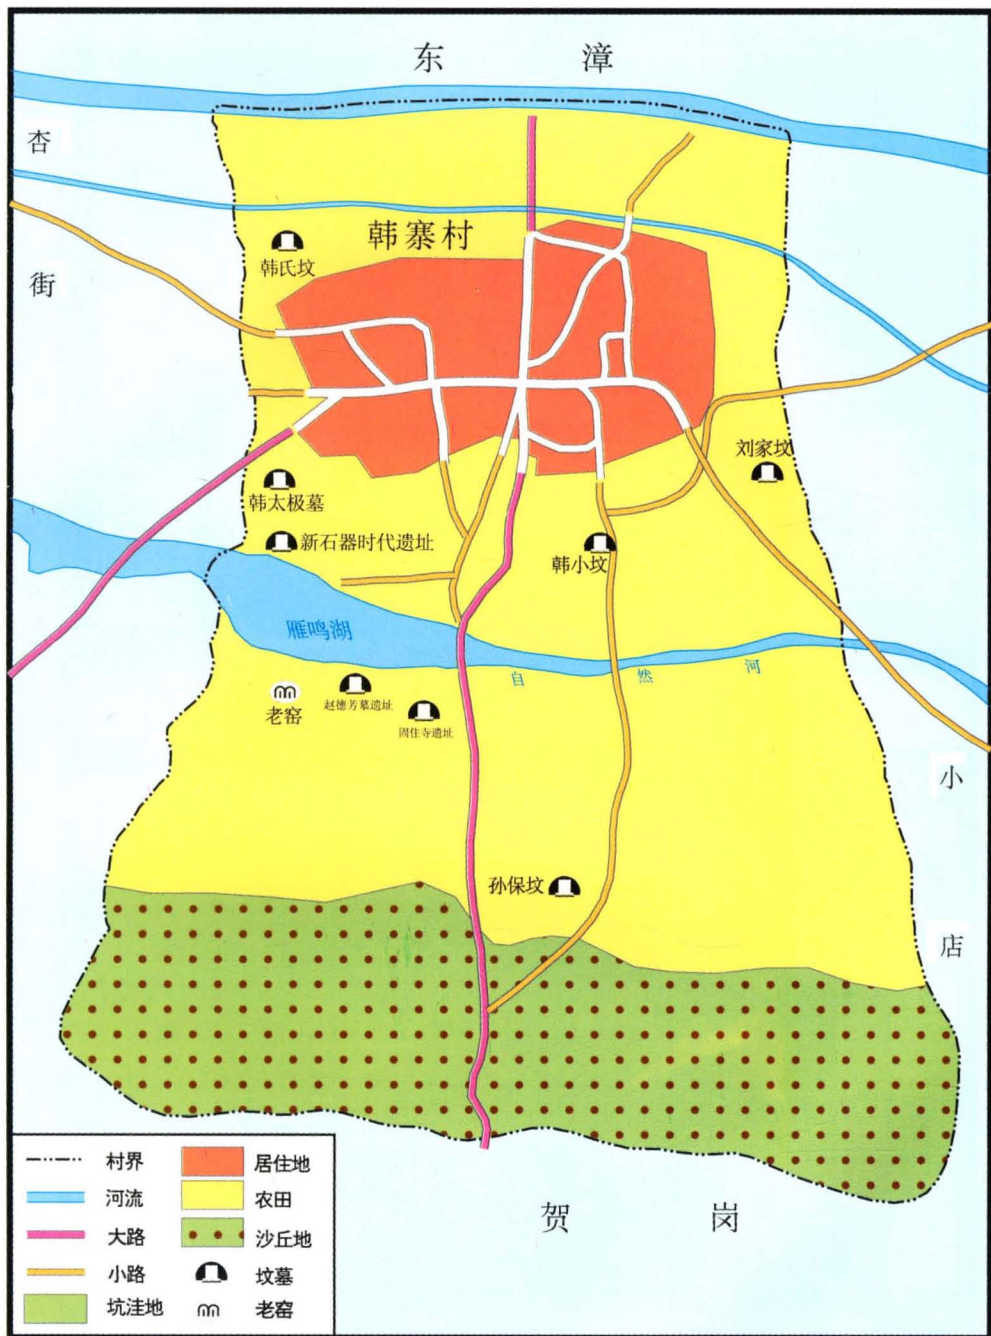 东 漳
杏
街
韩寨村
韩氏坟
刘家坟
韩太极墓
新石器时代遗址
韩小坟
雁鸣湖
自 然 河
老窑
赵德芳墓遗址
固住寺遗址
小
店
孙保坟
贺 岗
村界
居住地
河流
农田
大路
沙丘地
小路
坟墓
坑洼地
老窑